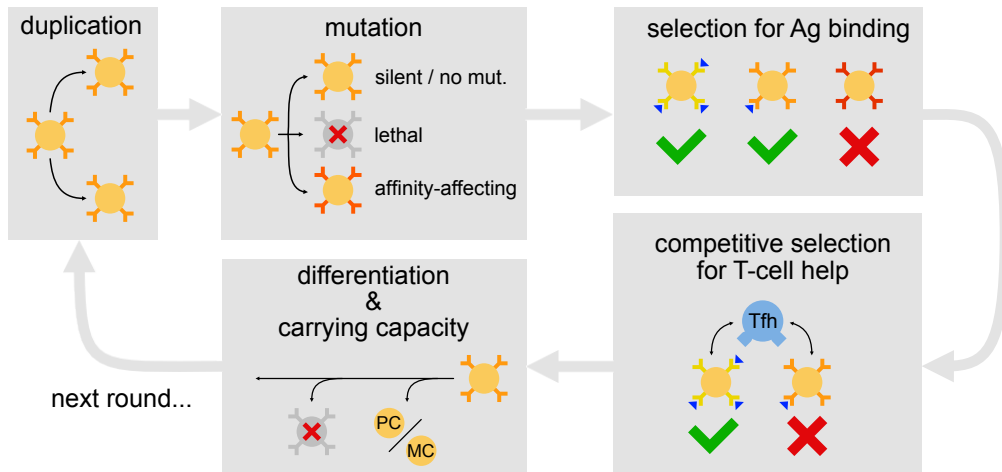 duplication
mutation
silent / no mut.
lethal
affinity-affecting
selection for Ag binding
competitive selection
for T-cell help
Tfh
differentiation
&
carrying capacity
PC
MC
next round...